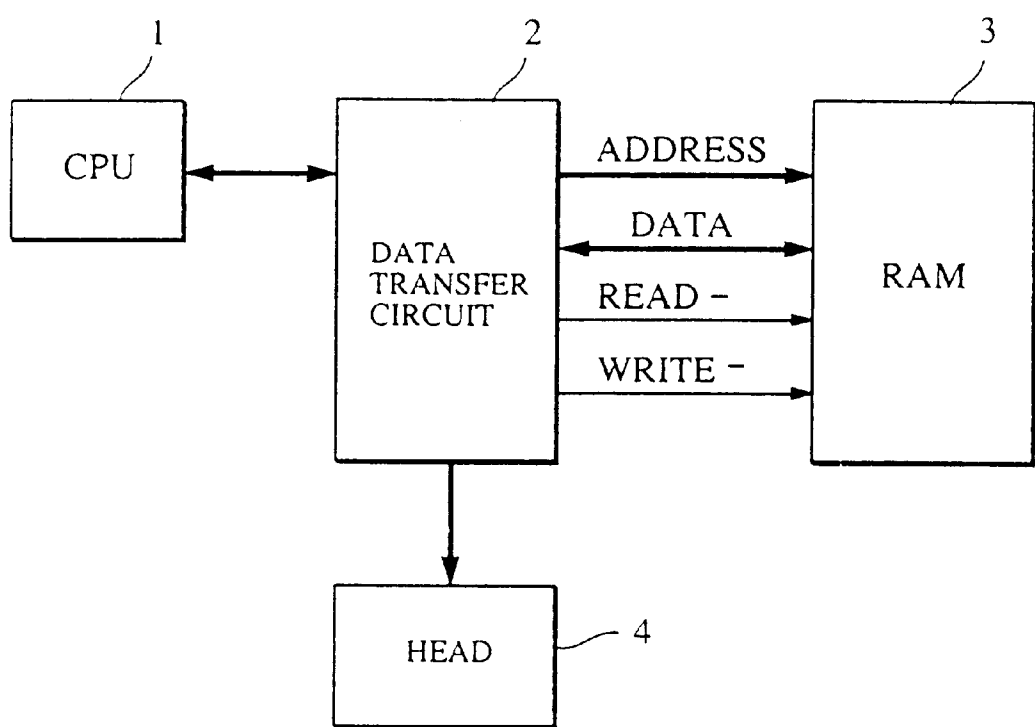 1
2
3
CPU
ADDRESS
DATA
DATA
TRANSFER
CIRCUIT
RAM
READ -
WRITE -
HEAD
4